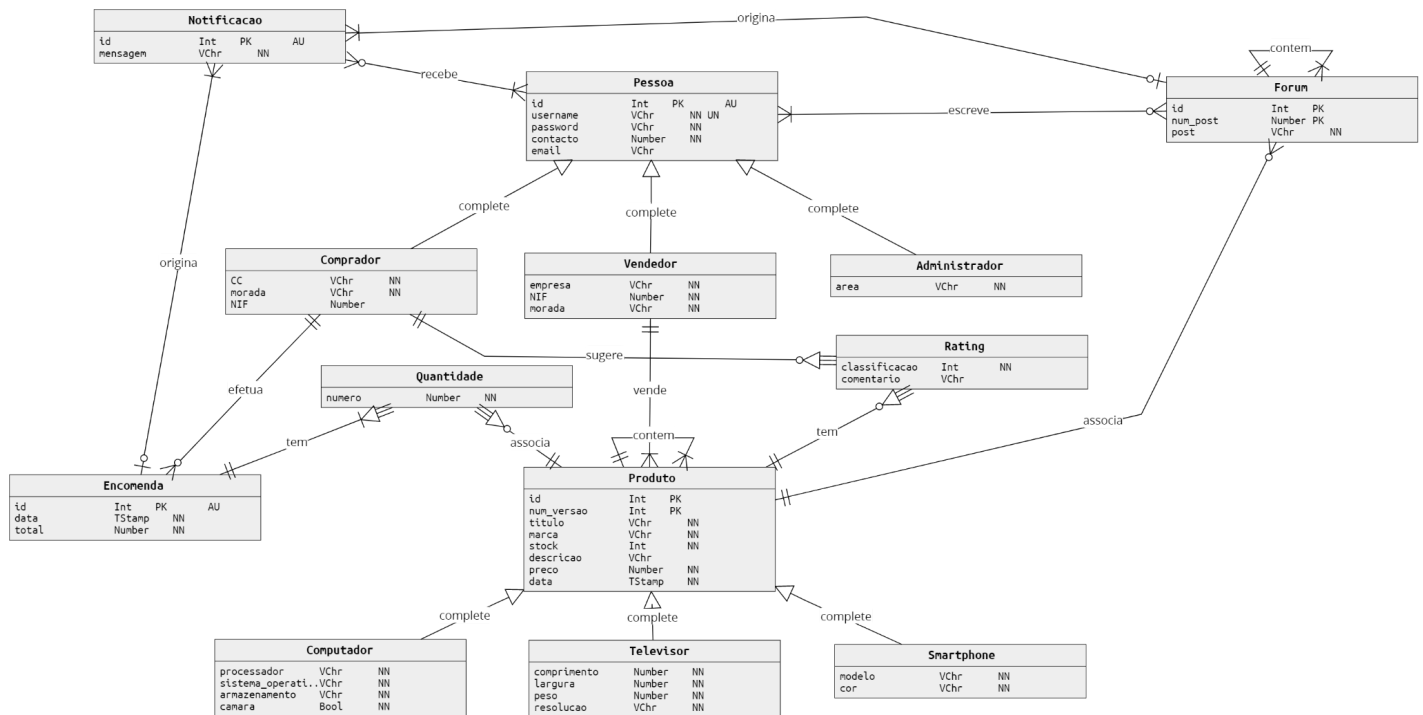 Notificacao
id Int PK AU
mensagem VChr NN
origina
recebe
contem
Pessoa
id Int PK AU
username VChr NN UN
password VChr NN
contacto Number NN
email VChr
escreve
Forum
id Int PK
num_post Number PK
post VChr NN
complete
complete
complete
origina
Comprador
CC VChr NN
morada VChr NN
NIF Number
Vendedor
empresa VChr NN
NIF Number NN
morada VChr NN
Administrador
area VChr NN
sugere
Rating
classificacao Int NN
comentario VChr
efetua
Quantidade
numero Number NN
vende
tem
associa
contem
tem
associa
Encomenda
id Int PK AU
data TStamp NN
total Number NN
Produto
id Int PK
num_versao Int PK
titulo VChr NN
marca VChr NN
stock Int NN
descricao VChr
preco Number NN
data TStamp NN
complete
complete
complete
Computador
processador VChr NN
sistema_operati..VChr NN
armazenamento VChr NN
camara Bool NN
Televisor
comprimento Number NN
largura Number NN
peso Number NN
resolucao VChr NN
Smartphone
modelo VChr NN
cor VChr NN